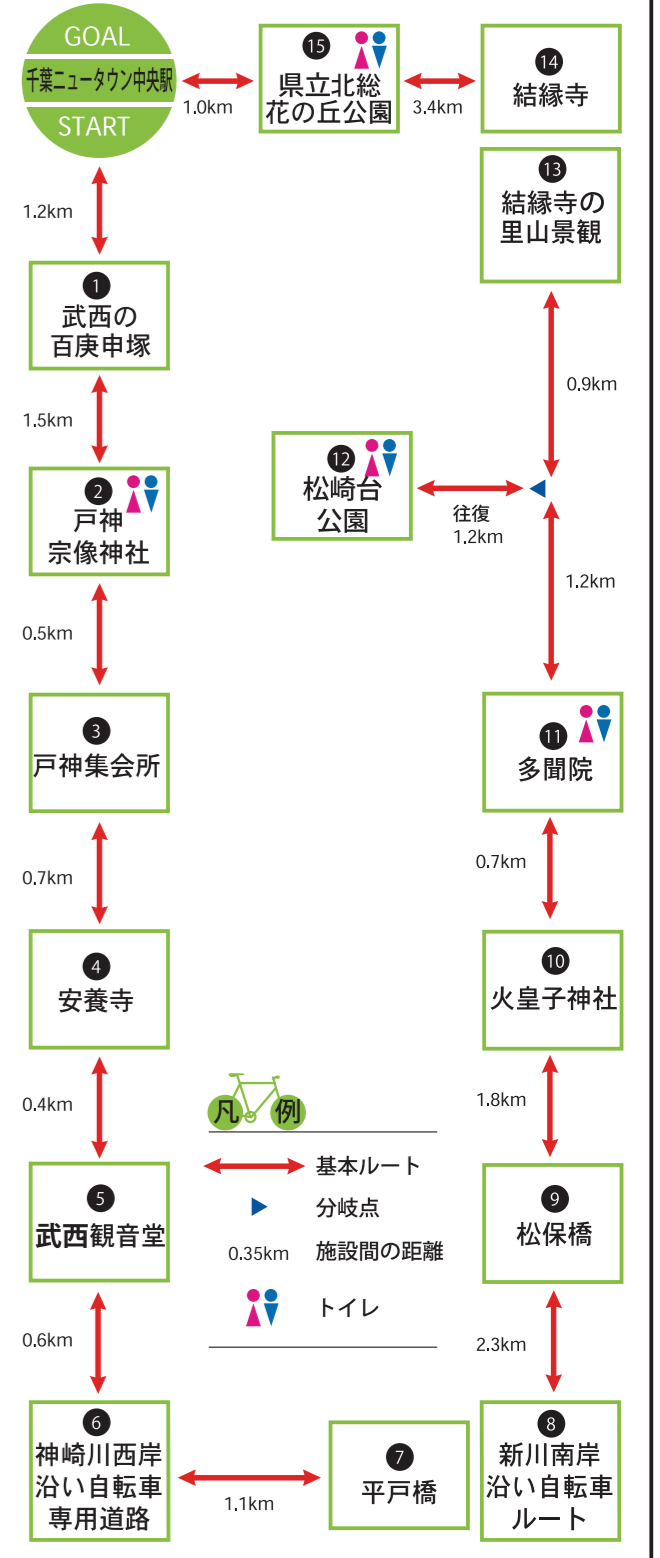 GOAL
千葉ニュータウン中央駅
START
1.2km
1
武西の
百庚申塚
1.5km
2
戸神
宗像神社
0.5km
3
戸神集会所
0.7km
4
安養寺
0.4km
5
武西観音堂
0.6km
6
神崎川西岸
沿い自転車
専用道路
1.1km
7
平戸橋
8
新川南岸
沿い自転車
ルート
2.3km
9
松保橋
1.8km
10
火皇子神社
0.7km
11
多聞院
1.2km
12
松崎台
公園
往復
1.2km
0.9km
13
結縁寺の
里山景観
14
結縁寺
3.4km
15
県立北総
花の丘公園
1.0km
凡例
基本ルート
分岐点
0.35km 施設間の距離
トイレ